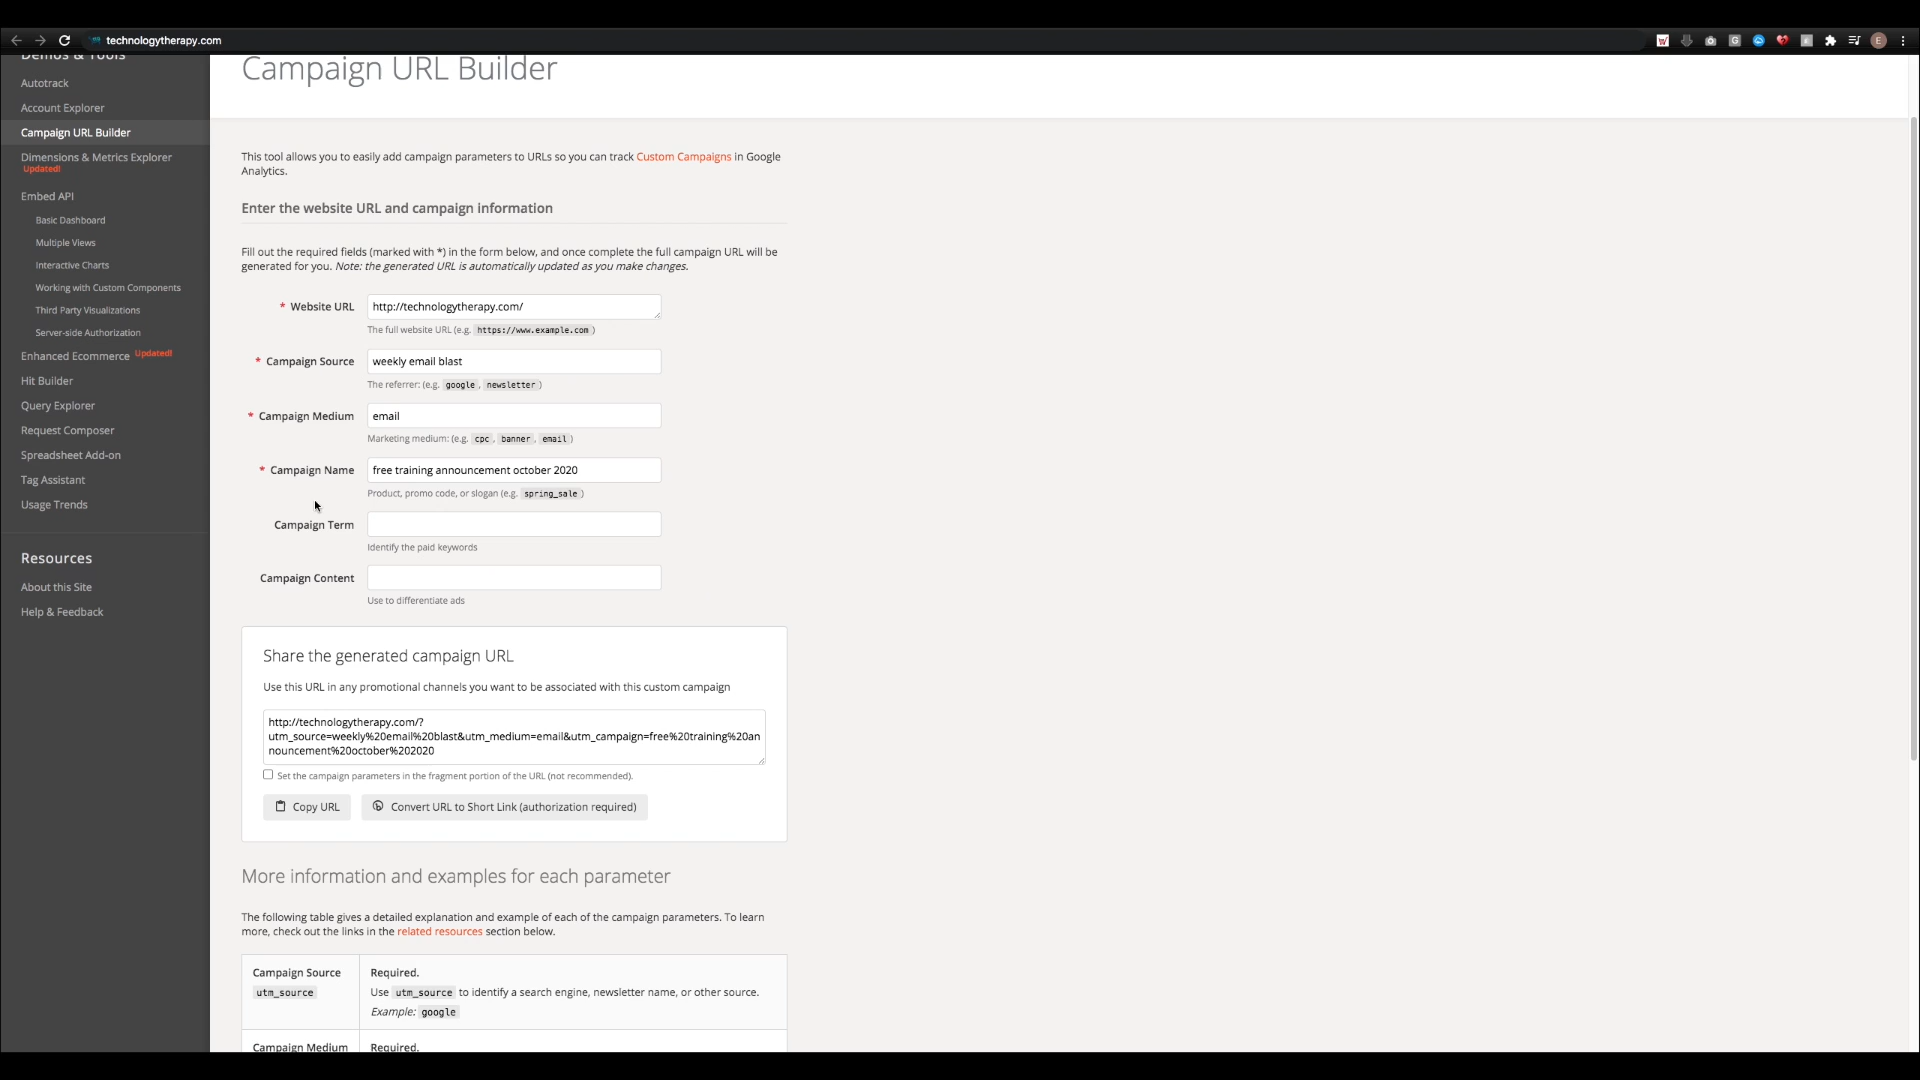 technologytherapy.com
Demos & Tools
Autotrack
Account Explorer
Campaign URL Builder
Dimensions & Metrics Explorer
Updated!
Embed API
Basic Dashboard
Multiple Views
Interactive Charts
Working with Custom Components
Third Party Visualizations
Server-side Authorization
Enhanced Ecommerce Updated!
Hit Builder
Query Explorer
Request Composer
Spreadsheet Add-on
Tag Assistant
Usage Trends
Resources
About this Site
Help & Feedback
Campaign URL Builder
This tool allows you to easily add campaign parameters to URLs so you can track Custom Campaigns in Google
Analytics.
Enter the website URL and campaign information
Fill out the required fields (marked with *) in the form below, and once complete the full campaign URL will be
generated for you. Note: the generated URL is automatically updated as you make changes.
* Website URL http://technologytherapy.com/
The full website URL (e.g. https://www.example.com )
* Campaign Source weekly email blast
The referrer: (e.g. google , newsletter )
* Campaign Medium email
Marketing medium: (e.g. cpc , banner , email )
* Campaign Name free training announcement october 2020
Product, promo code, or slogan (e.g. spring_sale )
Campaign Term
Identify the paid keywords
Campaign Content
Use to differentiate ads
Share the generated campaign URL
Use this URL in any promotional channels you want to be associated with this custom campaign
http://technologytherapy.com/?
utm_source=weekly%20email%20blast&utm_medium=email&utm_campaign=free%20training%20an
nouncement%20october%202020
Set the campaign parameters in the fragment portion of the URL (not recommended).
Copy URL
Convert URL to Short Link (authorization required)
More information and examples for each parameter
The following table gives a detailed explanation and example of each of the campaign parameters. To learn
more, check out the links in the related resources section below.
Campaign Source
utm_source
Required.
Use utm_source to identify a search engine, newsletter name, or other source.
Example: google
Campaign Medium
Required.